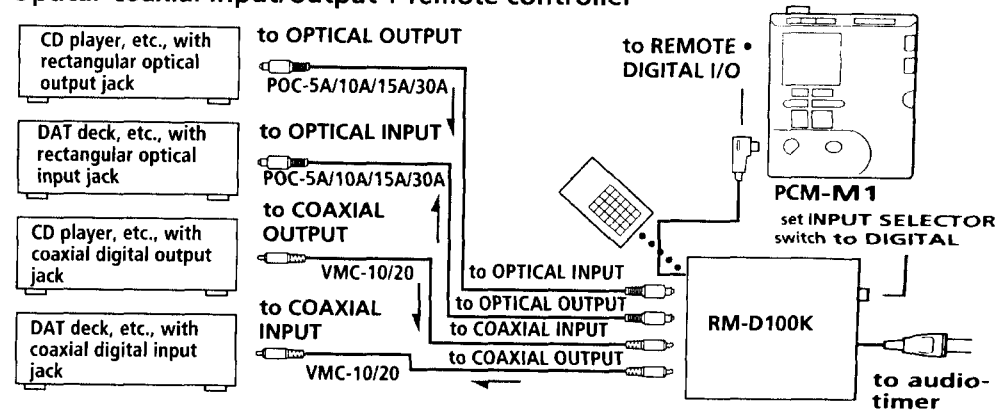 Optical coaxial input/output + remote controller
CD player, etc., with
rectangular optical
output jack
to OPTICAL OUTPUT
POC-5A/10A/15A/30A
DAT deck, etc., with
rectangular optical
input jack
to OPTICAL INPUT
POC-5A/10A/15A/30A
CD player, etc., with
coaxial digital output
jack
to COAXIAL
OUTPUT
VMC-10/20
DAT deck, etc., with
coaxial digital input
jack
to COAXIAL
INPUT
VMC-10/20
to OPTICAL INPUT
to OPTICAL OUTPUT
to COAXIAL INPUT
to COAXIAL OUTPUT
to REMOTE •
DIGITAL I/O
PCM-M1
set INPUT SELECTOR
switch to DIGITAL
RM-D100K
to audio-
timer